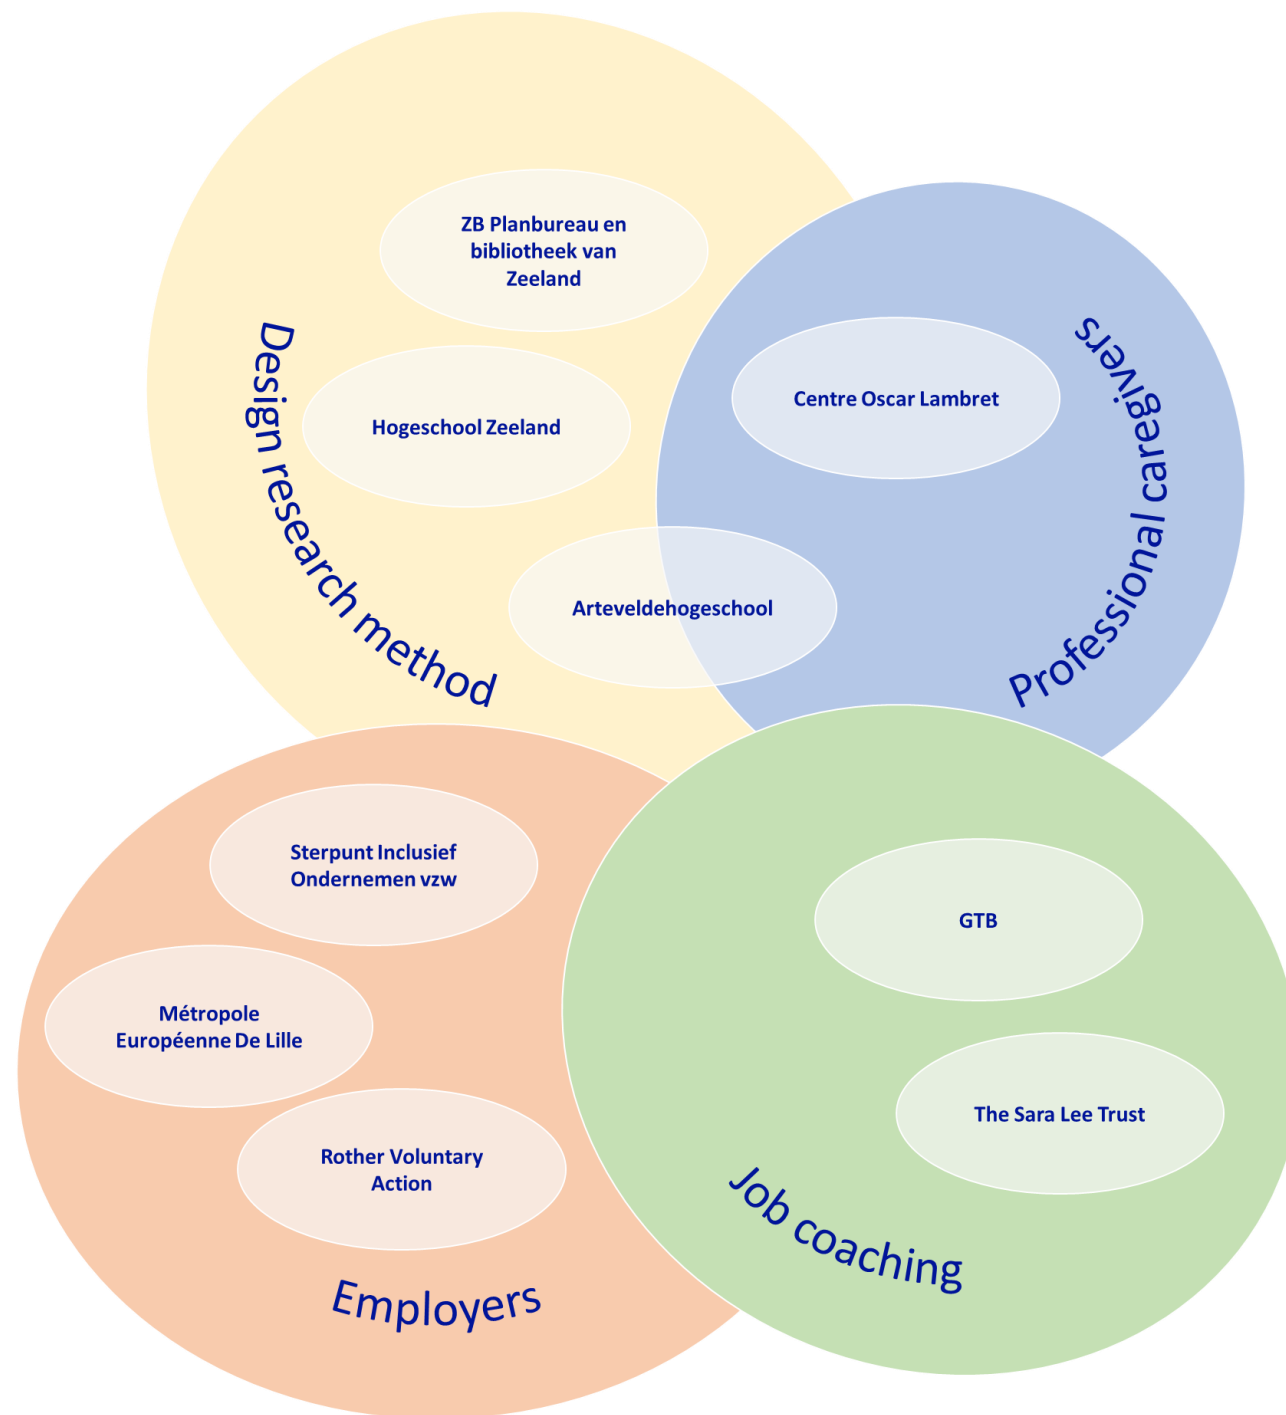 ZB Planbureau en
bibliotheek van
Zeeland
Design research method
Hogeschool Zeeland
Centre Oscar Lambret
Professional caregivers
Arteveldehogeschool
Sterpunt Inclusief
Ondernemen vzw
Métropole
Européenne De Lille
Rother Voluntary
Action
Employers
GTB
The Sara Lee Trust
Job coaching